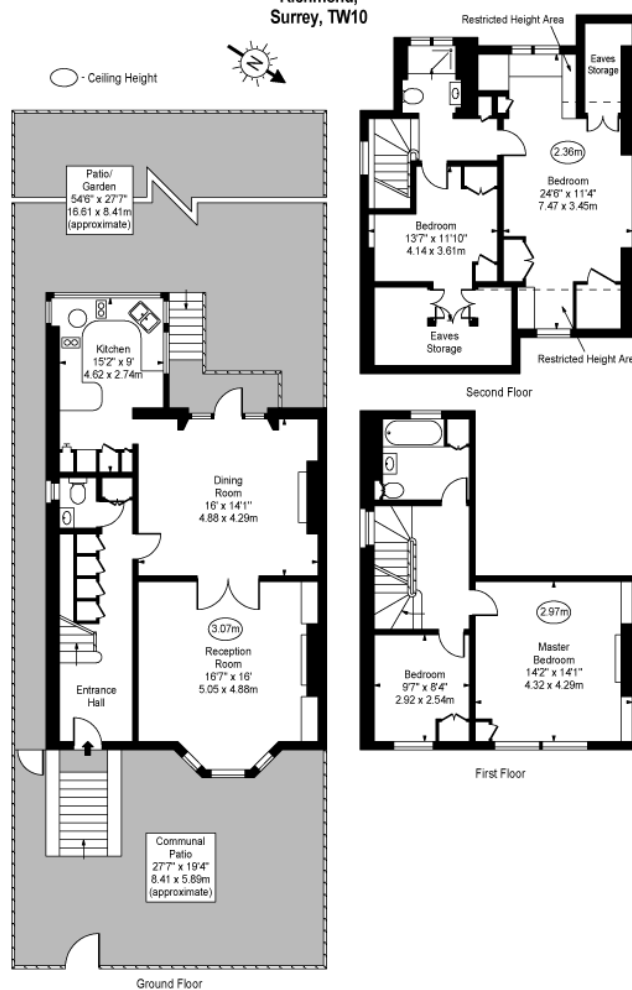 Surrey, TW10
- Ceiling Height
N
Patio/
Garden
54'6" x 27'7"
16.61 x 8.41m
(approximate)
Kitchen
15'2" x 9'
4.62 x 2.74m
Dining
Room
16' x 14'1"
4.88 x 4.29m
3.07m
Reception
Room
16'7" x 16'
5.05 x 4.88m
Entrance
Hall
Communal
Patio
27'7" x 19'4"
8.41 x 5.89m
(approximate)
Ground Floor
Restricted Height Area
Eaves
Storage
2.36m
Bedroom
24'6" x 11'4"
7.47 x 3.45m
Bedroom
13'7" x 11'10"
4.14 x 3.61m
Eaves
Storage
Restricted Height Are
Second Floor
2.97m
Master
Bedroom
14'2" x 14'1"
4.32 x 4.29m
Bedroom
9'7" x 8'4"
2.92 x 2.54m
First Floor